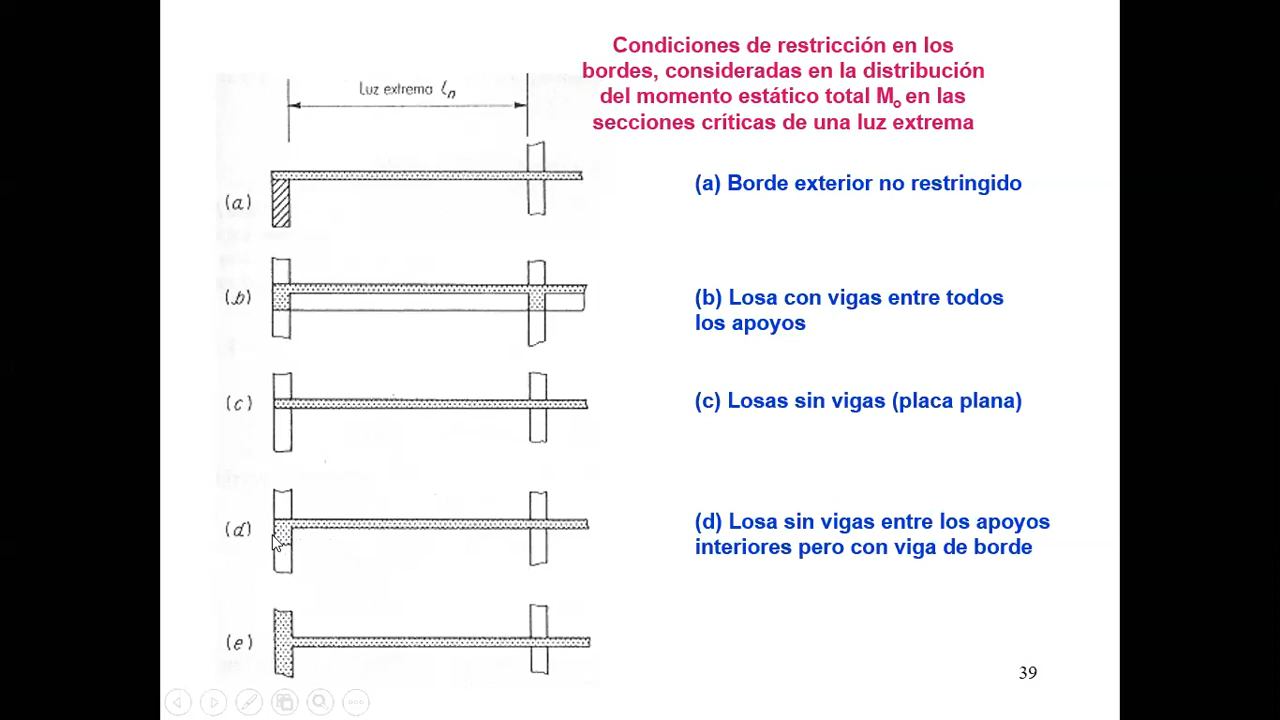 Condiciones de restricción en los
bordes, consideradas en la distribución
del momento estático total Mo en las
secciones críticas de una luz extrema
Luz extrema ℓn
(a)
(a) Borde exterior no restringido
(b)
(b) Losa con vigas entre todos
los apoyos
(c)
(c) Losas sin vigas (placa plana)
(d)
(d) Losa sin vigas entre los apoyos
interiores pero con viga de borde
(e)
39